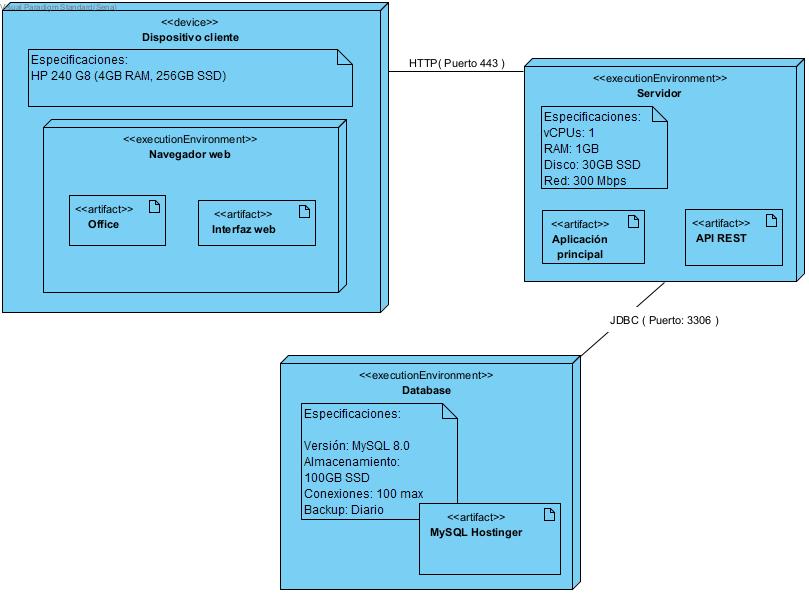 Visual Paradigm Standard(Sena)
<<device>>
Dispositivo cliente
Especificaciones:
HP 240 G8 (4GB RAM, 256GB SSD)
<<executionEnvironment>>
Navegador web
<<artifact>>
Office
<<artifact>>
Interfaz web
HTTP( Puerto 443 )
<<executionEnvironment>>
Servidor
Especificaciones:
vCPUs: 1
RAM: 1GB
Disco: 30GB SSD
Red: 300 Mbps
<<artifact>>
Aplicación
principal
<<artifact>>
API REST
JDBC ( Puerto: 3306 )
<<executionEnvironment>>
Database
Especificaciones:
Versión: MySQL 8.0
Almacenamiento:
100GB SSD
Conexiones: 100 max
Backup: Diario
<<artifact>>
MySQL Hostinger